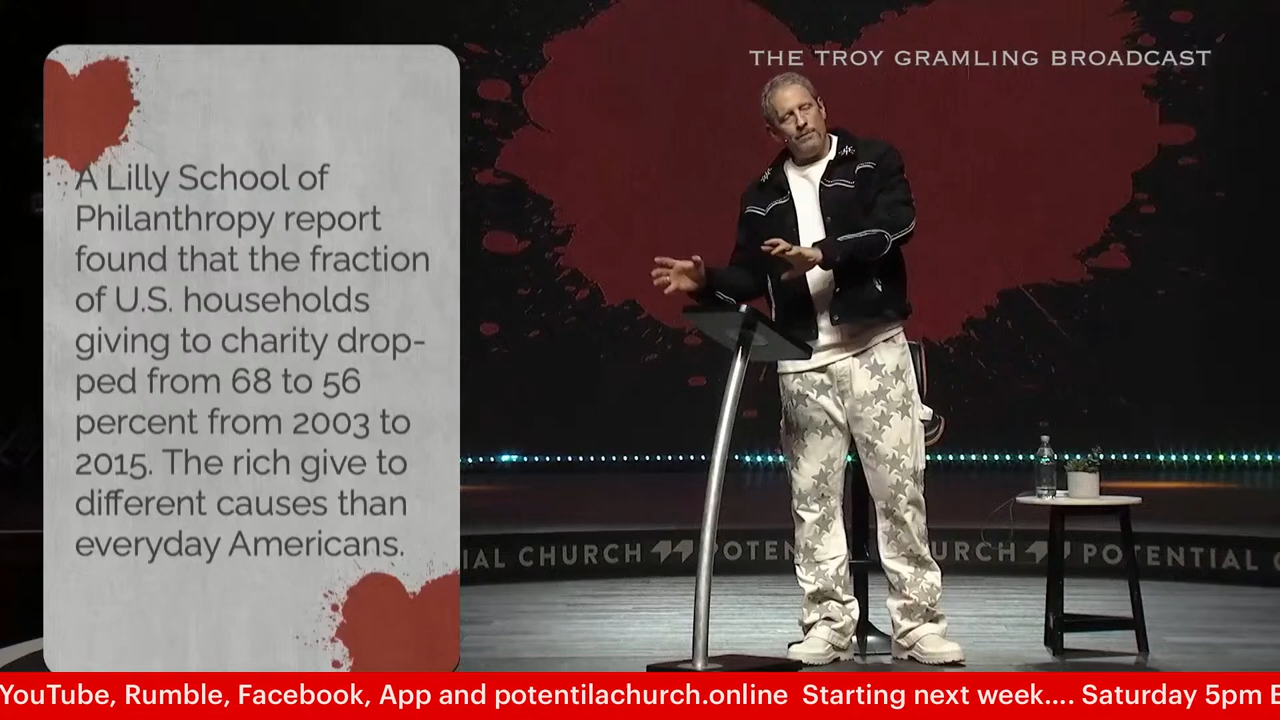 THE TROY GRAMLING BROADCAST
A Lilly School of
Philanthropy report
found that the fraction
of U.S. households
giving to charity drop-
ped from 68 to 56
percent from 2003 to
2015. The rich give to
different causes than
everyday Americans.
IAL CHURCH POTEN URCH POTENTIAL C
YouTube, Rumble, Facebook, App and potentilachurch.online Starting next week.... Saturday 5pm E